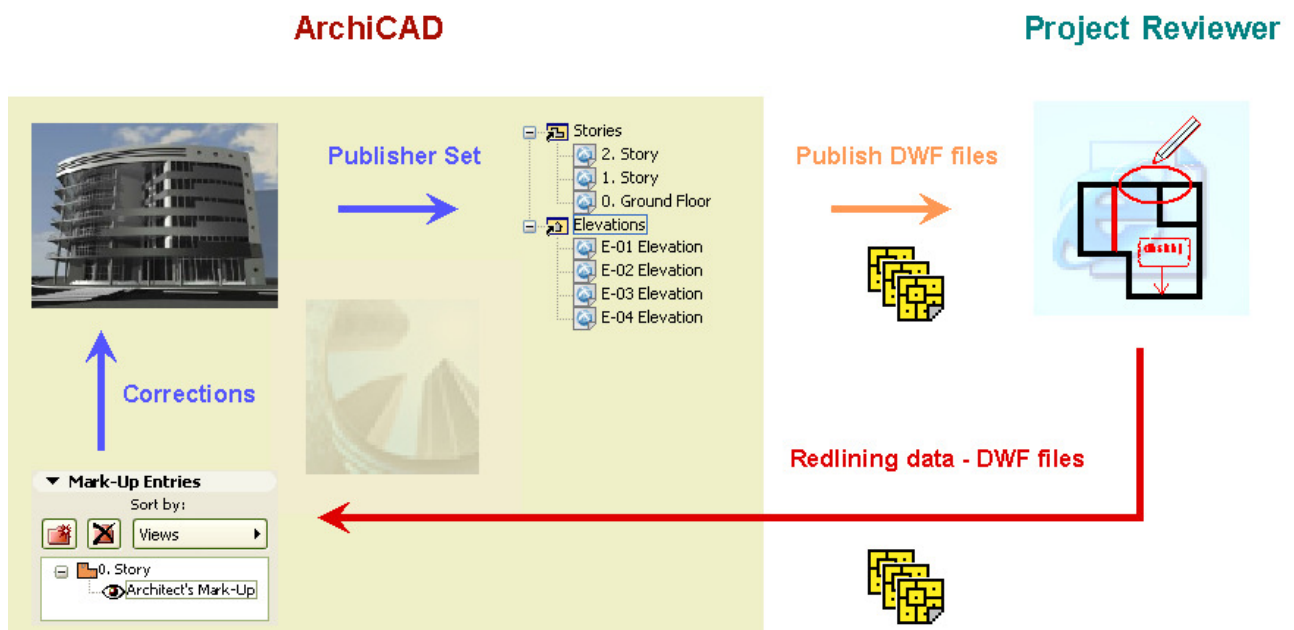 ArchiCAD
Project Reviewer
Publisher Set
Stories
2. Story
1. Story
0. Ground Floor
Elevations
E-01 Elevation
E-02 Elevation
E-03 Elevation
E-04 Elevation
Publish DWF files
Corrections
Redlining data - DWF files
Mark-Up Entries
Sort by:
Views
0. Story
Architect's Mark-Up